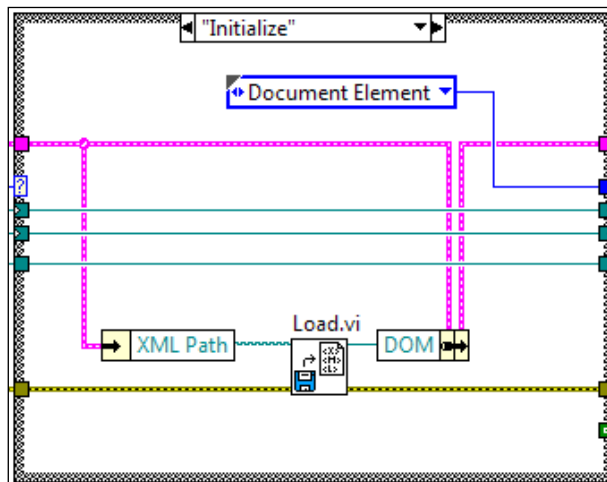 "Initialize"
Document Element
?
Load.vi
XML Path
DOM
<X>
<M>
<L>